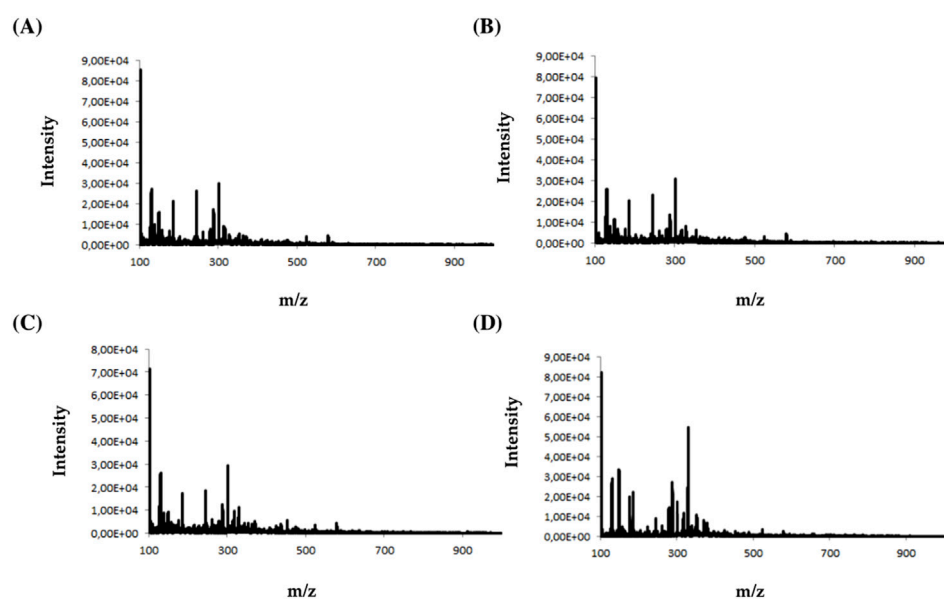 (A)
9,00E+04
8,00E+04
7,00E+04
6,00E+04
5,00E+04
4,00E+04
3,00E+04
2,00E+04
1,00E+04
0,00E+00
Intensity
100 300 500 700 900
m/z
(B)
9,00E+04
8,00E+04
7,00E+04
6,00E+04
5,00E+04
4,00E+04
3,00E+04
2,00E+04
1,00E+04
0,00E+00
Intensity
100 300 500 700 900
m/z
(C)
8,00E+04
7,00E+04
6,00E+04
5,00E+04
4,00E+04
3,00E+04
2,00E+04
1,00E+04
0,00E+00
Intensity
100 300 500 700 900
m/z
(D)
9,00E+04
8,00E+04
7,00E+04
6,00E+04
5,00E+04
4,00E+04
3,00E+04
2,00E+04
1,00E+04
0,00E+00
Intensity
100 300 500 700 900
m/z